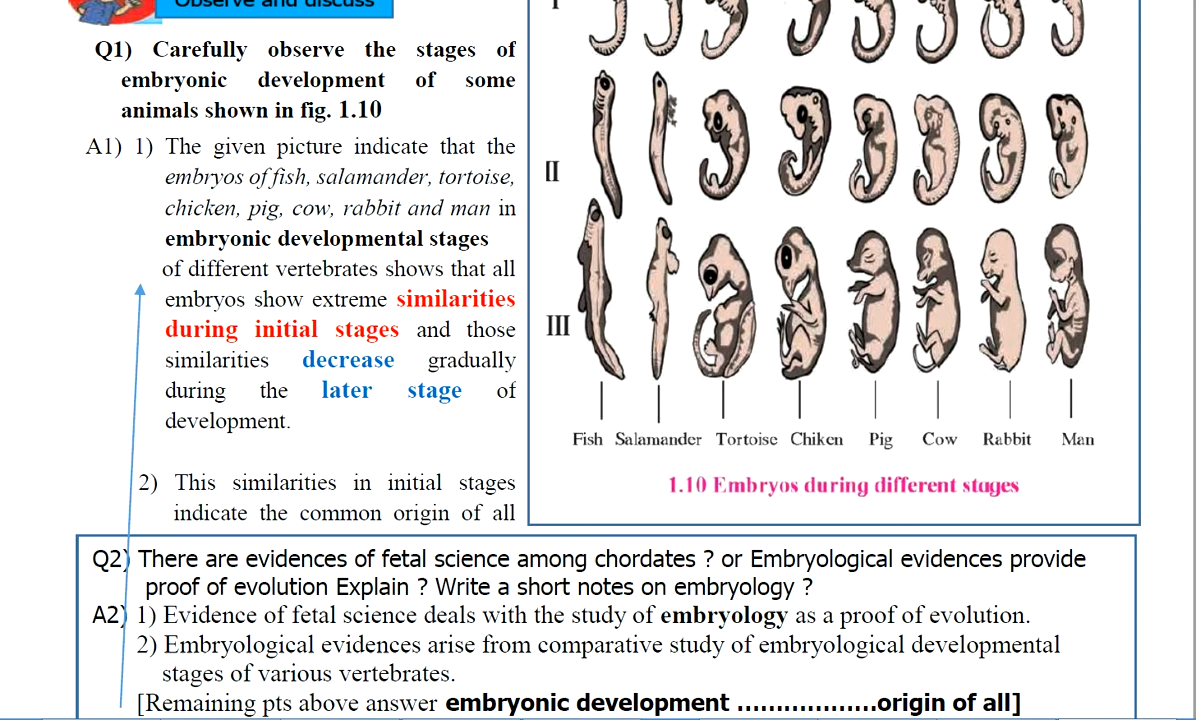 Observe and discuss
Q1) Carefully observe the stages of
embryonic development of some
animals shown in fig. 1.10
A1) 1) The given picture indicate that the
embryos of fish, salamander, tortoise,
chicken, pig, cow, rabbit and man in
embryonic developmental stages
of different vertebrates shows that all
embryos show extreme similarities
during initial stages and those
similarities decrease gradually
during the later stage of
development.
2) This similarities in initial stages
indicate the common origin of all
I
II
III
Fish Salamander Tortoise Chiken Pig Cow Rabbit Man
1.10 Embryos during different stages
Q2) There are evidences of fetal science among chordates ? or Embryological evidences provide
proof of evolution Explain ? Write a short notes on embryology ?
A2) 1) Evidence of fetal science deals with the study of embryology as a proof of evolution.
2) Embryological evidences arise from comparative study of embryological developmental
stages of various vertebrates.
[Remaining pts above answer embryonic development ..................origin of all]